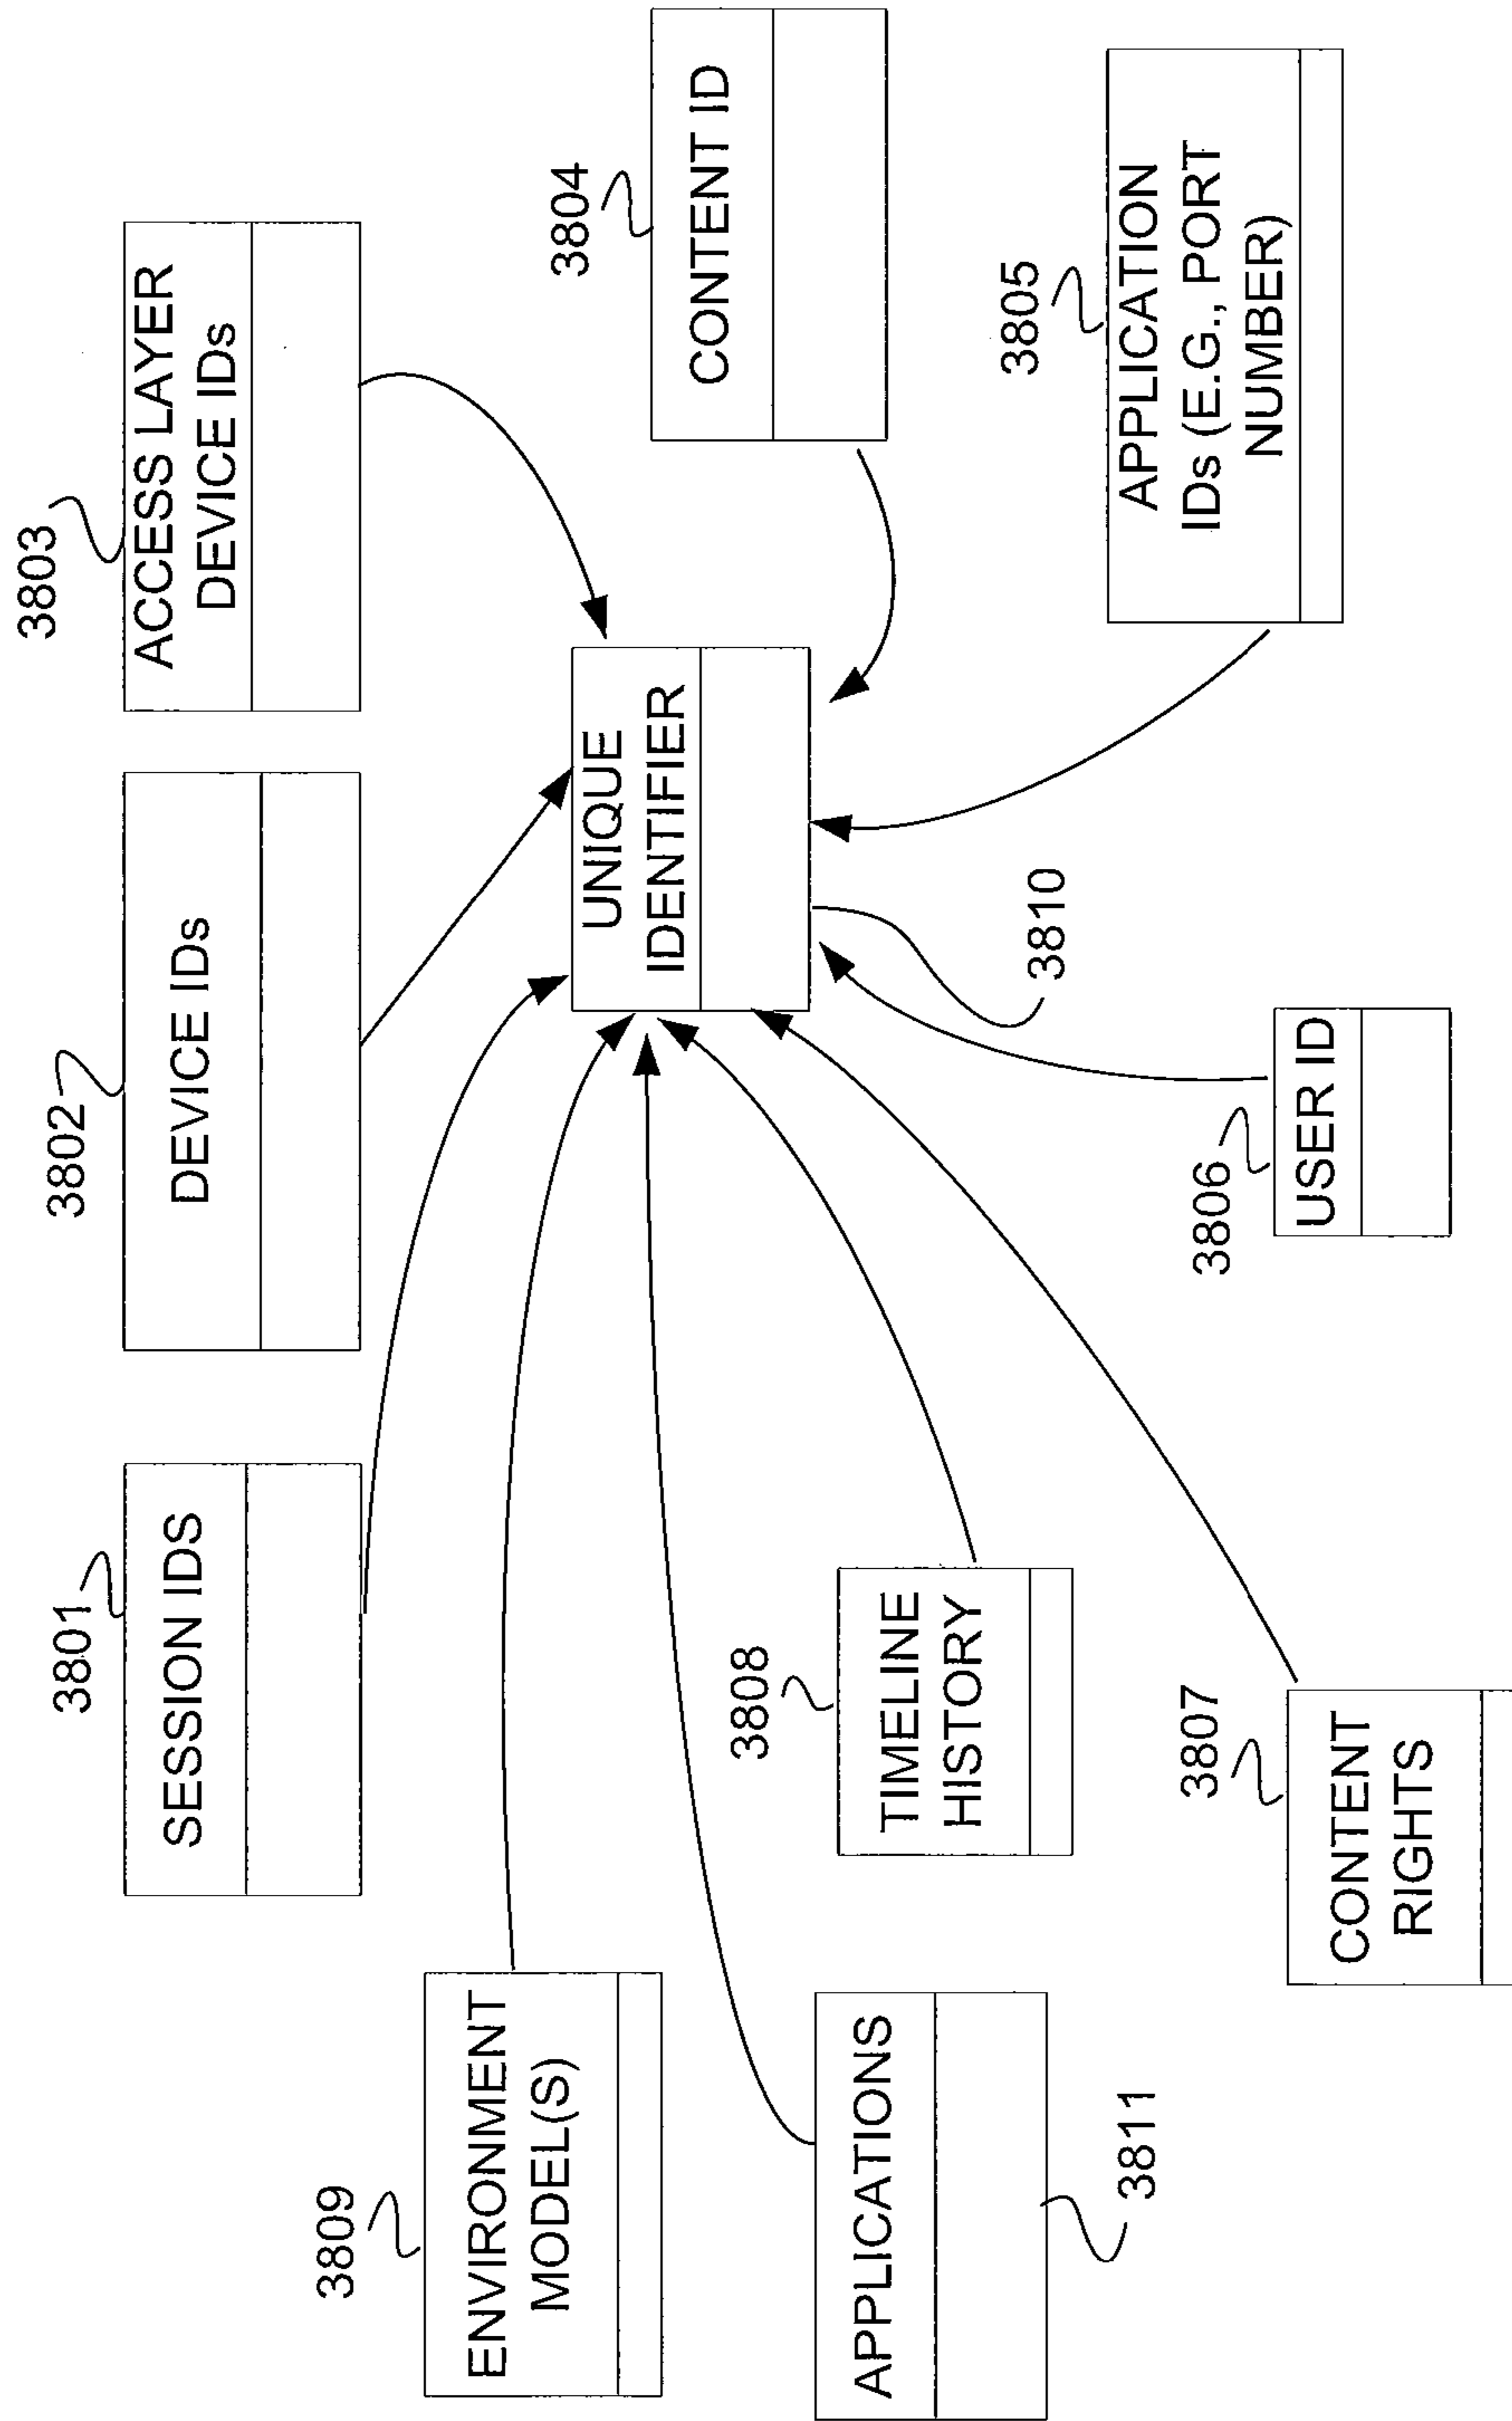 3803
ACCESS LAYER
DEVICE IDs
3802
DEVICE IDs
3801
SESSION IDS
3804
CONTENT ID
3809
ENVIRONMENT
MODEL(S)
UNIQUE
IDENTIFIER
3810
3808
TIMELINE
HISTORY
APPLICATIONS
3811
3805
APPLICATION
IDs (E.G., PORT
NUMBER)
3806
USER ID
3807
CONTENT
RIGHTS